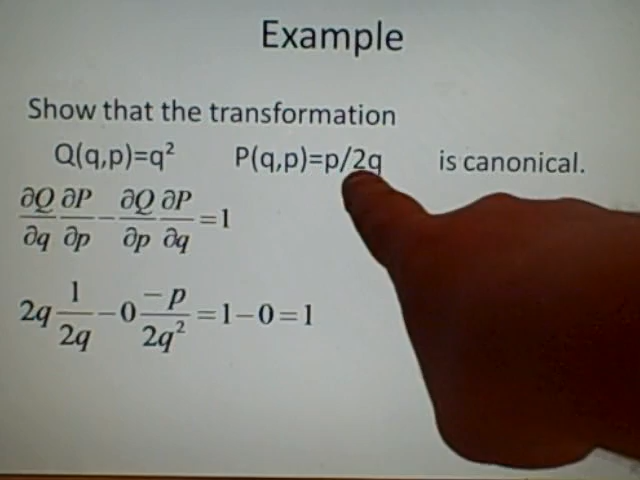 Example
Show that the transformation
Q(q,p)=q² P(q,p)=p/2q is canonical.
∂Q/∂q ∂P/∂p − ∂Q/∂p ∂P/∂q = 1
2q 1/2q − 0 −p/2q² = 1 − 0 = 1